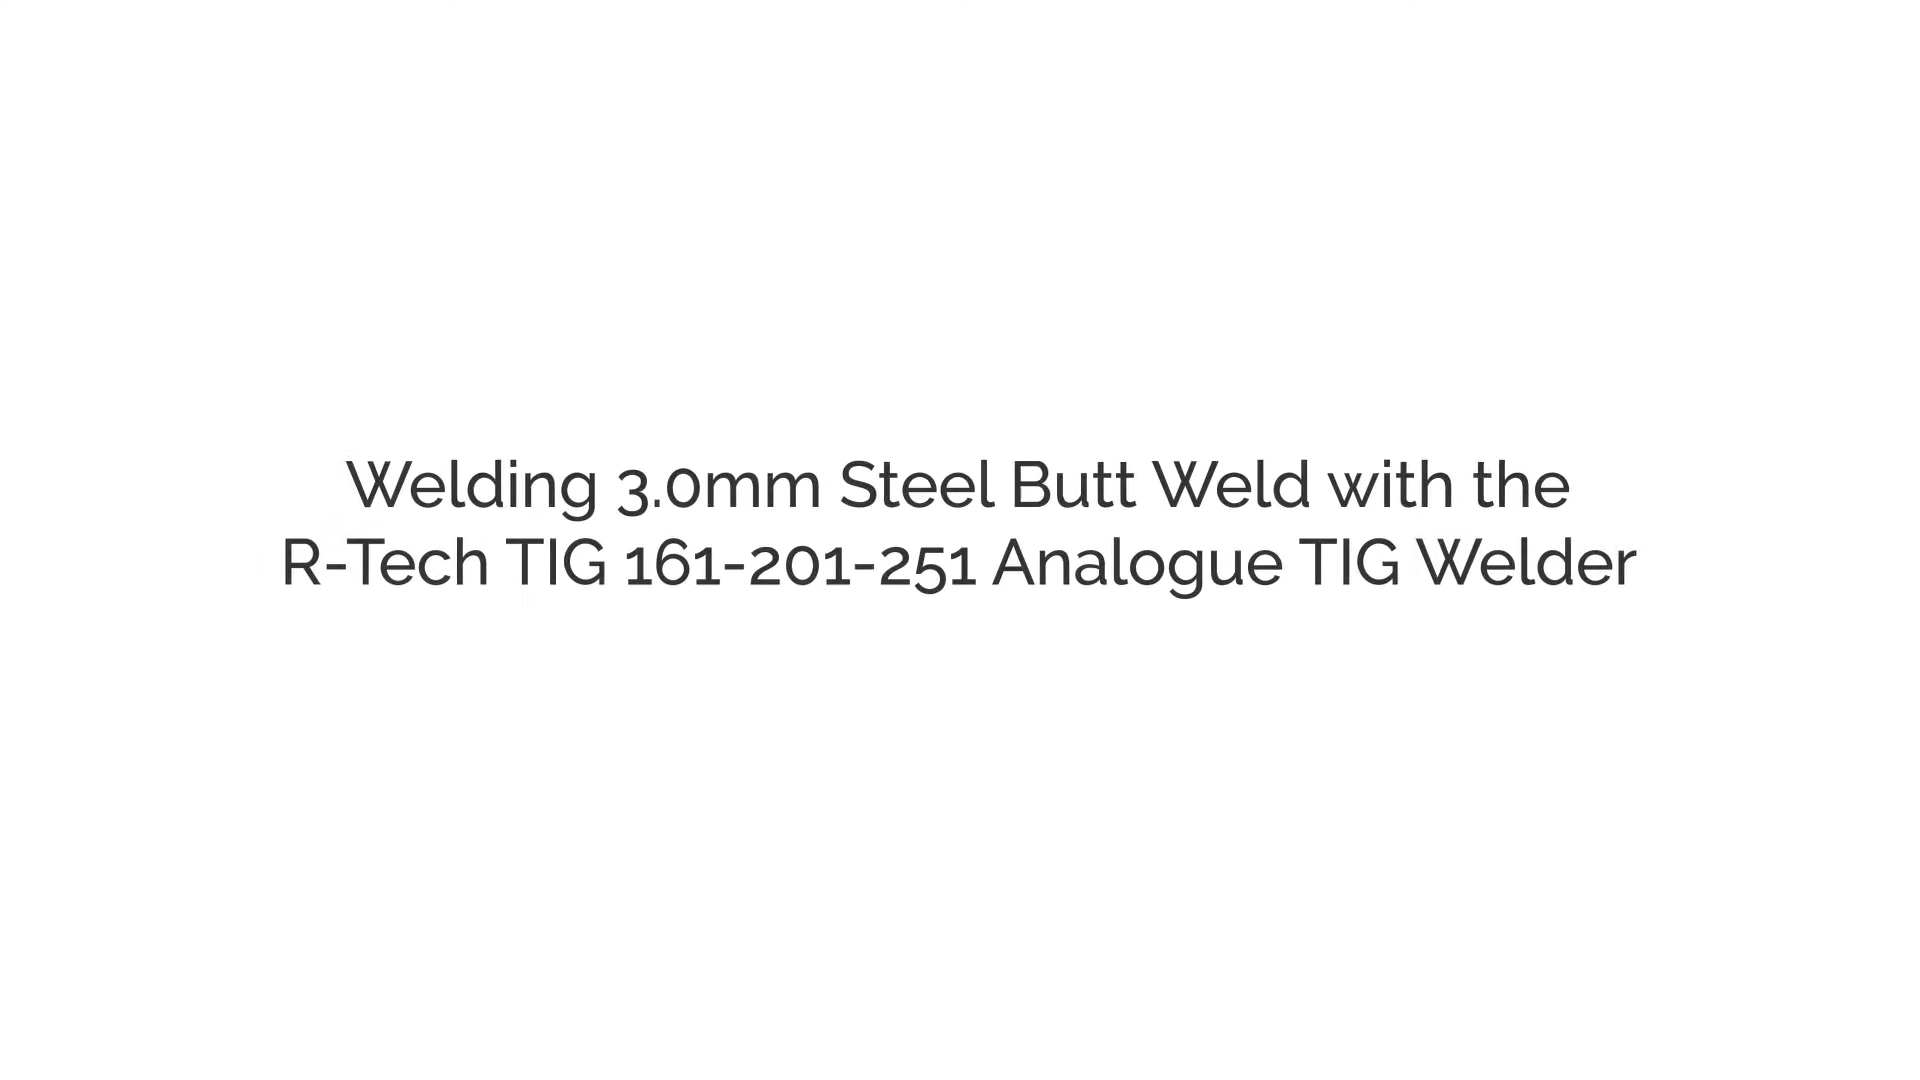 Welding 3.0mm Steel Butt Weld with the
R-Tech TIG 161-201-251 Analogue TIG Welder